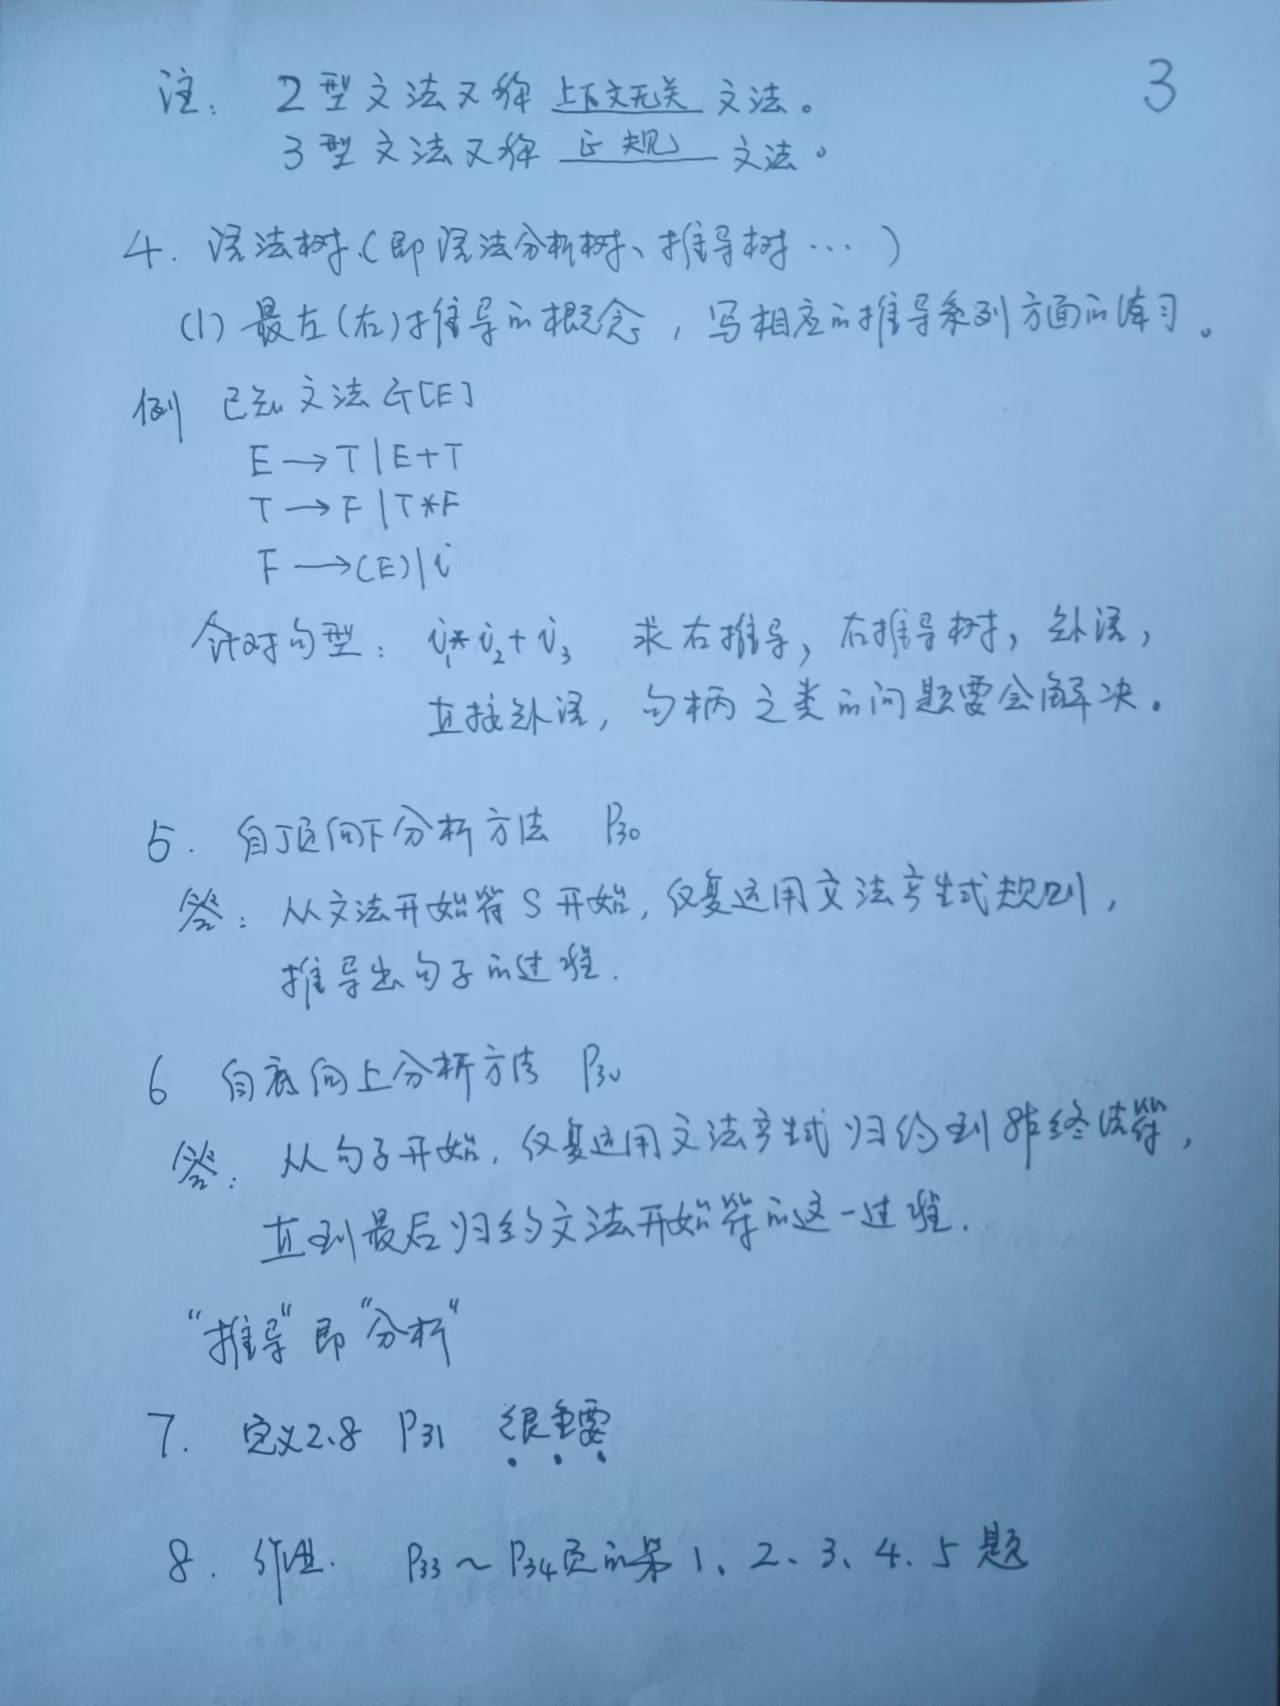 3
注: 2型文法又称 上下文无关 文法。
3型文法又称 正规 文法。
4. 语法树(即语法分析树、推导树…)
(1) 最左(右)推导的概念，写相应的推导系列方面的练习。
例 已知文法G[E]
E→T|E+T
T→F|T*F
F→(E)|i
针对句型: i₁*i₂+i₃ 求右推导，右推导树，短语，
直接短语，句柄之类的问题要会解决。
5. 自顶向下分析方法 P30
答: 从文法开始符S开始，反复运用文法产生式规则，
推导出句子的过程.
6 自底向上分析方法 P30
答: 从句子开始，反复运用文法产生式归约到非终结符，
直到最后归约文法开始符的这一过程.
"推导"即"分析"
7. 定义2.8 P31 很重要
8. 作业. P33~P34页的第1、2、3、4、5题